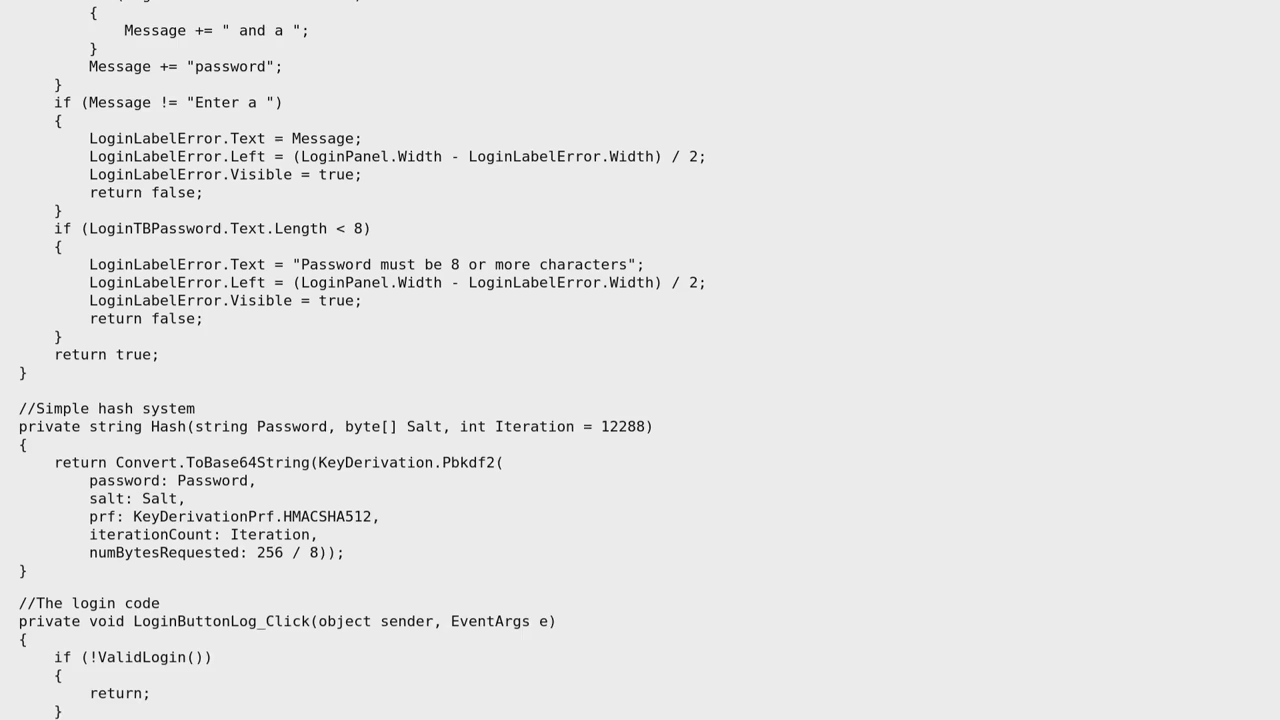 {
Message += " and a ";
}
Message += "password";
}
if (Message != "Enter a ")
{
LoginLabelError.Text = Message;
LoginLabelError.Left = (LoginPanel.Width - LoginLabelError.Width) / 2;
LoginLabelError.Visible = true;
return false;
}
if (LoginTBPassword.Text.Length < 8)
{
LoginLabelError.Text = "Password must be 8 or more characters";
LoginLabelError.Left = (LoginPanel.Width - LoginLabelError.Width) / 2;
LoginLabelError.Visible = true;
return false;
}
return true;
}
//Simple hash system
private string Hash(string Password, byte[] Salt, int Iteration = 12288)
{
return Convert.ToBase64String(KeyDerivation.Pbkdf2(
password: Password,
salt: Salt,
prf: KeyDerivationPrf.HMACSHA512,
iterationCount: Iteration,
numBytesRequested: 256 / 8));
}
//The login code
private void LoginButtonLog_Click(object sender, EventArgs e)
{
if (!ValidLogin())
{
return;
}